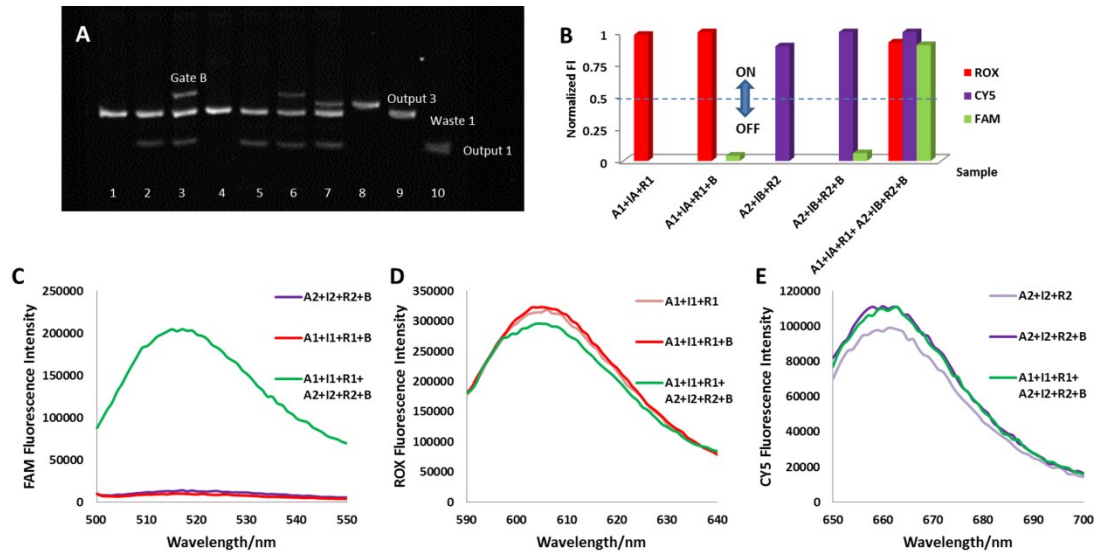 A
Gate B
Output 3
Waste 1
Output 1
1 2 3 4 5 6 7 8 9 10
B
Normalized FI
1
0.75
0.5
0.25
0
ON
OFF
ROX
CY5
FAM
Sample
A1+IA+R1
A1+IA+R1+B
A2+IB+R2
A2+IB+R2+B
A1+IA+R1+ A2+IB+R2+B
C
FAM Fluorescence Intensity
250000
200000
150000
100000
50000
0
500 510 520 530 540 550
Wavelength/nm
A2+I2+R2+B
A1+I1+R1+B
A1+I1+R1+
A2+I2+R2+B
D
ROX Fluorescence Intensity
350000
300000
250000
200000
150000
100000
50000
0
590 600 610 620 630 640
Wavelength/nm
A1+I1+R1
A1+I1+R1+B
A1+I1+R1+
A2+I2+R2+B
E
CY5 Fluorescence Intensity
120000
100000
80000
60000
40000
20000
0
650 660 670 680 690 700
Wavelength/nm
A2+I2+R2
A2+I2+R2+B
A1+I1+R1+
A2+I2+R2+B